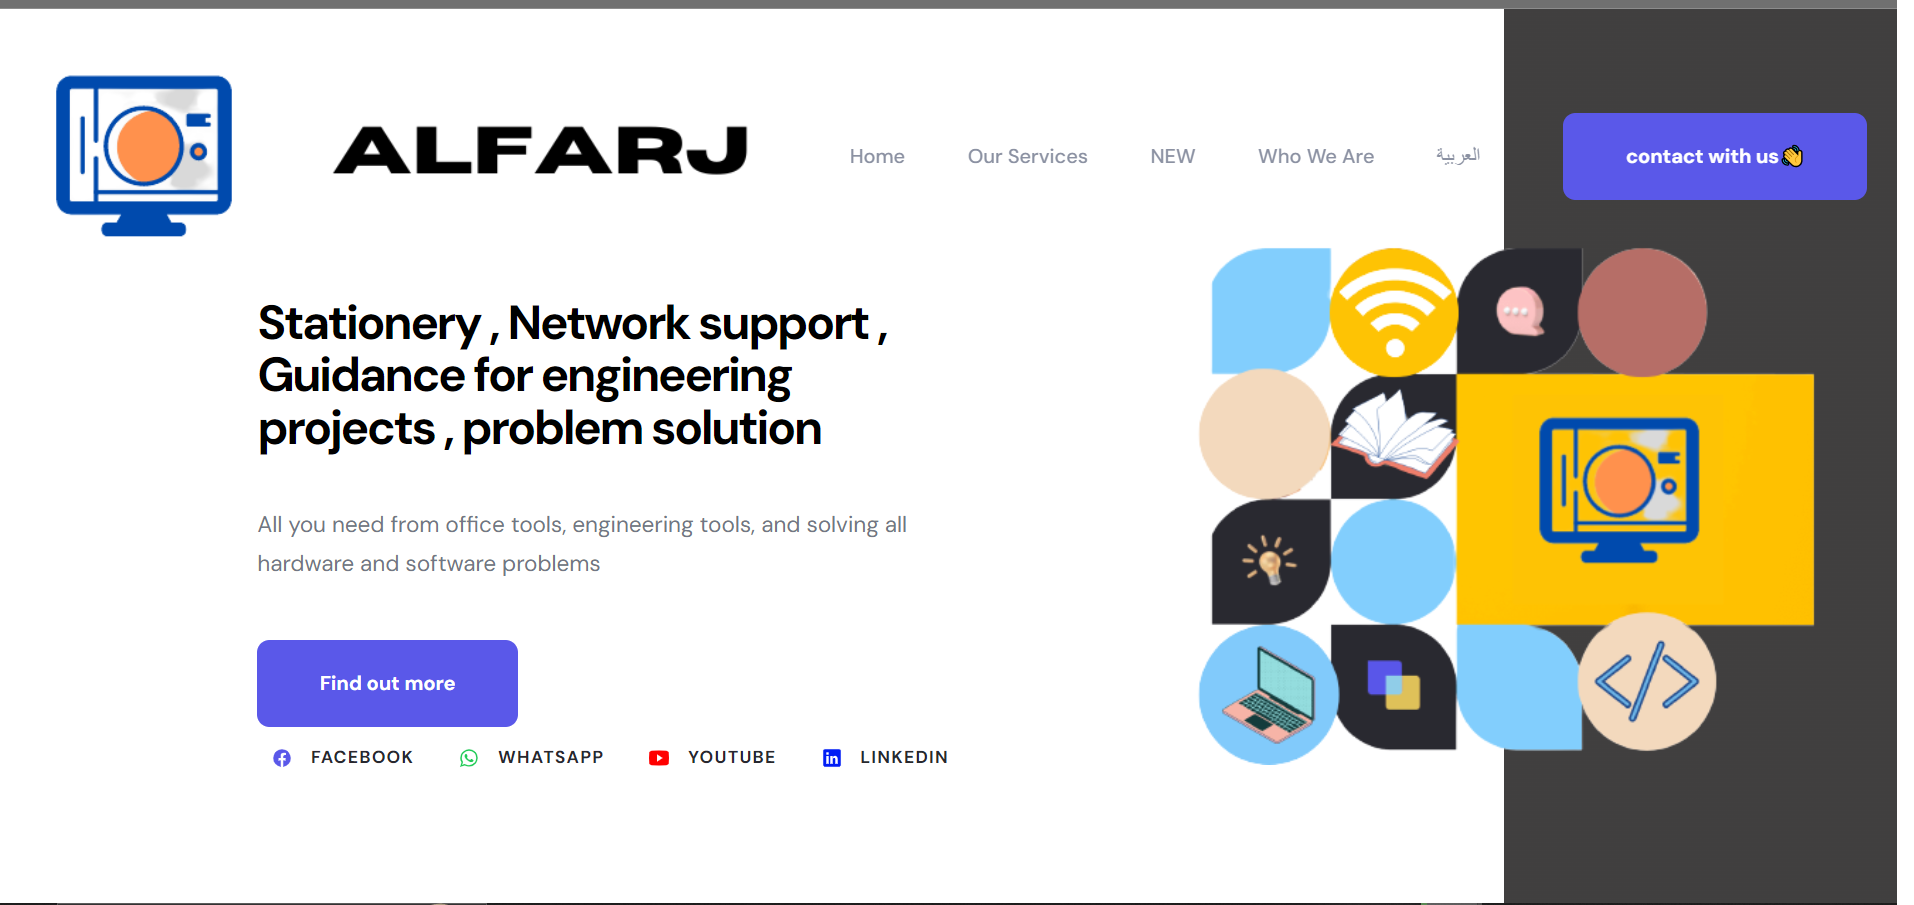 ALFARJ
Home
Our Services
NEW
Who We Are
العربية
contact with us👏
Stationery , Network support ,
Guidance for engineering
projects , problem solution
All you need from office tools, engineering tools, and solving all
hardware and software problems
Find out more
FACEBOOK
WHATSAPP
YOUTUBE
LINKEDIN